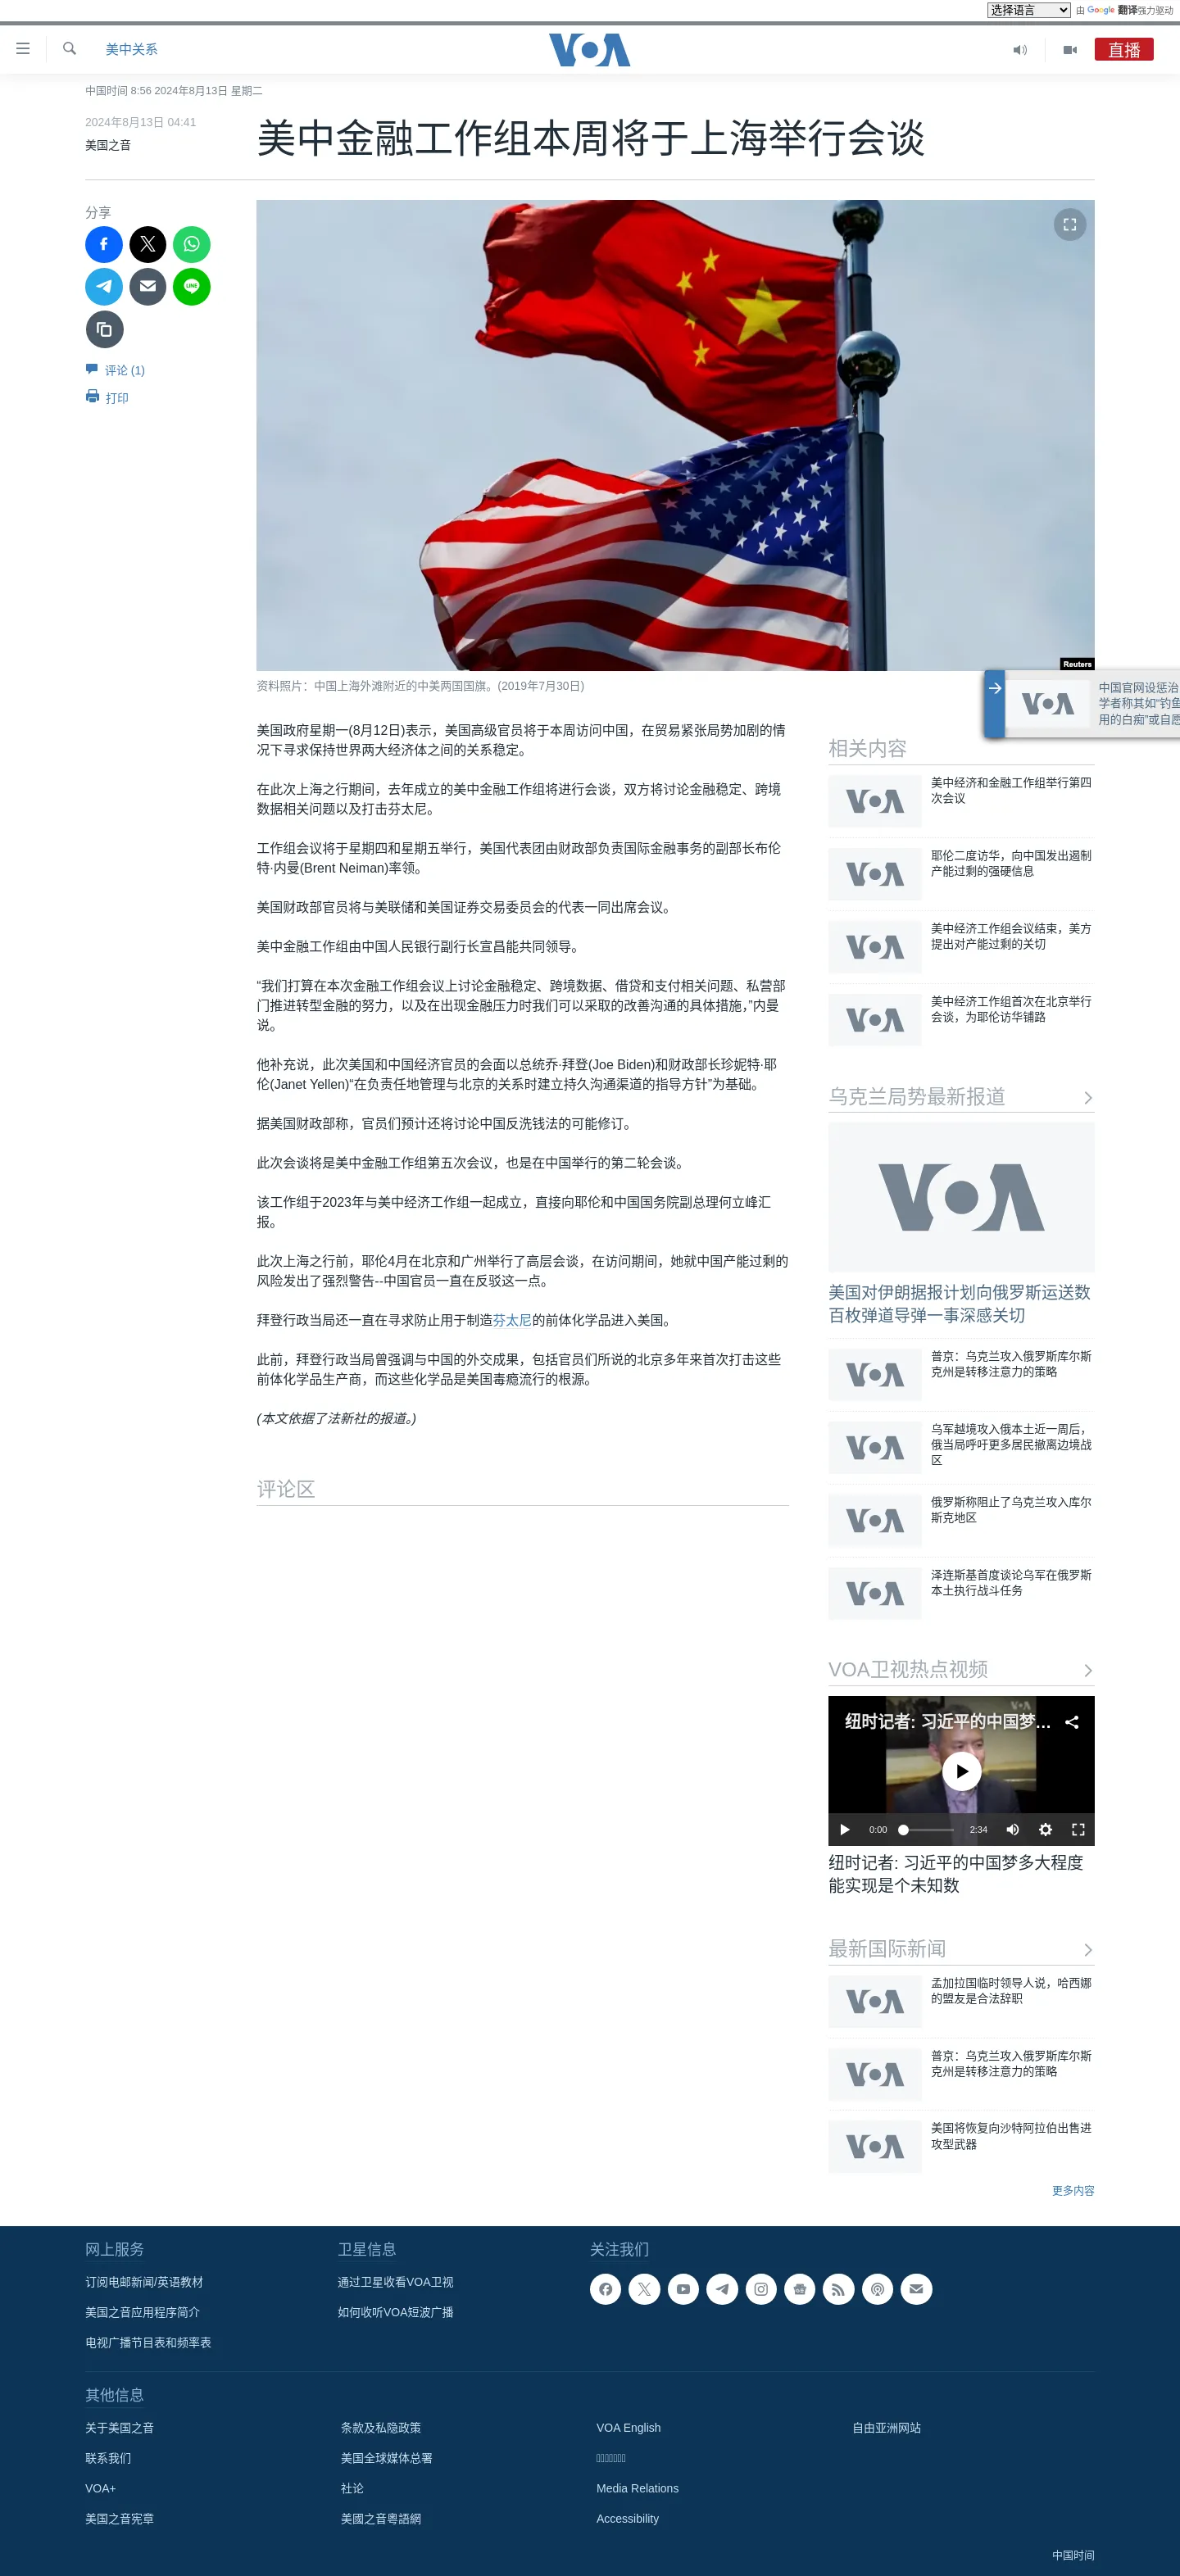 选择语言
由 Google 翻译强力驱动
美中关系
VOA
直播
中国时间 8:56 2024年8月13日 星期二
2024年8月13日 04:41
美国之音
美中金融工作组本周将于上海举行会谈
分享
评论 (1)
打印
Reuters
资料照片：中国上海外滩附近的中美两国国旗。(2019年7月30日)
中国官网设惩治
学者称其如“钓鱼
用的白痴”或自愿
美国政府星期一(8月12日)表示，美国高级官员将于本周访问中国，在贸易紧张局势加剧的情
况下寻求保持世界两大经济体之间的关系稳定。
在此次上海之行期间，去年成立的美中金融工作组将进行会谈，双方将讨论金融稳定、跨境
数据相关问题以及打击芬太尼。
工作组会议将于星期四和星期五举行，美国代表团由财政部负责国际金融事务的副部长布伦
特·内曼(Brent Neiman)率领。
美国财政部官员将与美联储和美国证券交易委员会的代表一同出席会议。
美中金融工作组由中国人民银行副行长宣昌能共同领导。
“我们打算在本次金融工作组会议上讨论金融稳定、跨境数据、借贷和支付相关问题、私营部
门推进转型金融的努力，以及在出现金融压力时我们可以采取的改善沟通的具体措施，”内曼
说。
他补充说，此次美国和中国经济官员的会面以总统乔·拜登(Joe Biden)和财政部长珍妮特·耶
伦(Janet Yellen)“在负责任地管理与北京的关系时建立持久沟通渠道的指导方针”为基础。
据美国财政部称，官员们预计还将讨论中国反洗钱法的可能修订。
此次会谈将是美中金融工作组第五次会议，也是在中国举行的第二轮会谈。
该工作组于2023年与美中经济工作组一起成立，直接向耶伦和中国国务院副总理何立峰汇
报。
此次上海之行前，耶伦4月在北京和广州举行了高层会谈，在访问期间，她就中国产能过剩的
风险发出了强烈警告--中国官员一直在反驳这一点。
拜登行政当局还一直在寻求防止用于制造芬太尼的前体化学品进入美国。
此前，拜登行政当局曾强调与中国的外交成果，包括官员们所说的北京多年来首次打击这些
前体化学品生产商，而这些化学品是美国毒瘾流行的根源。
(本文依据了法新社的报道。)
评论区
相关内容
VOA
美中经济和金融工作组举行第四
次会议
VOA
耶伦二度访华，向中国发出遏制
产能过剩的强硬信息
VOA
美中经济工作组会议结束，美方
提出对产能过剩的关切
VOA
美中经济工作组首次在北京举行
会谈，为耶伦访华铺路
乌克兰局势最新报道
VOA
美国对伊朗据报计划向俄罗斯运送数
百枚弹道导弹一事深感关切
VOA
普京：乌克兰攻入俄罗斯库尔斯
克州是转移注意力的策略
VOA
乌军越境攻入俄本土近一周后，
俄当局呼吁更多居民撤离边境战
区
VOA
俄罗斯称阻止了乌克兰攻入库尔
斯克地区
VOA
泽连斯基首度谈论乌军在俄罗斯
本土执行战斗任务
VOA卫视热点视频
VOA
纽时记者: 习近平的中国梦...
0:00
2:34
纽时记者: 习近平的中国梦多大程度
能实现是个未知数
最新国际新闻
VOA
孟加拉国临时领导人说，哈西娜
的盟友是合法辞职
VOA
普京：乌克兰攻入俄罗斯库尔斯
克州是转移注意力的策略
VOA
美国将恢复向沙特阿拉伯出售进
攻型武器
更多内容
网上服务
订阅电邮新闻/英语教材
美国之音应用程序简介
电视广播节目表和频率表
卫星信息
通过卫星收看VOA卫视
如何收听VOA短波广播
关注我们
其他信息
关于美国之音
联系我们
VOA+
美国之音宪章
条款及私隐政策
美国全球媒体总署
社论
美國之音粵語網
VOA English
Media Relations
Accessibility
自由亚洲网站
中国时间